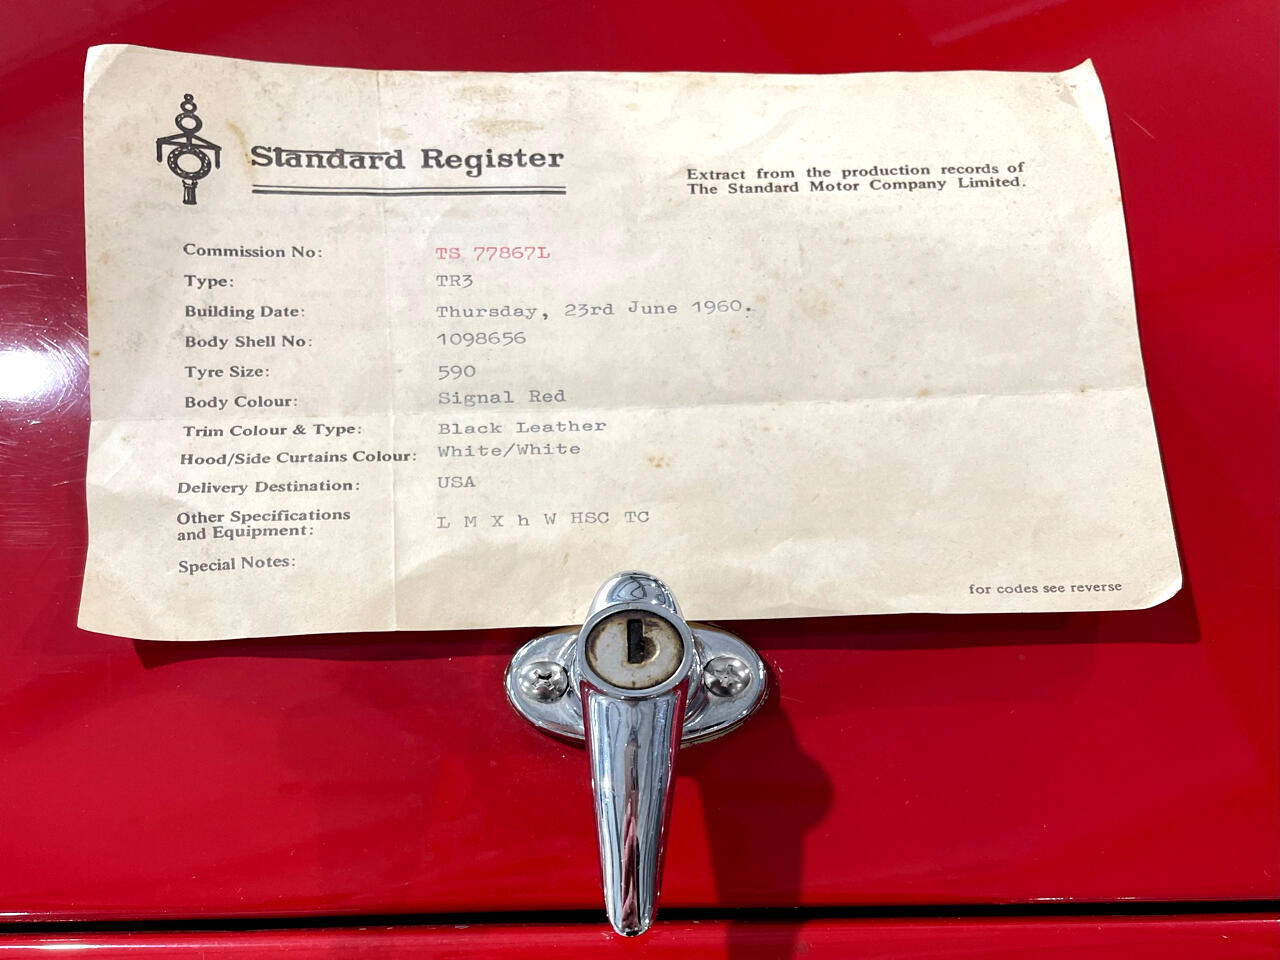 Standard Register
Extract from the production records of
The Standard Motor Company Limited.
Commission No: TS 77867L
Type: TR3
Building Date: Thursday, 23rd June 1960.
Body Shell No: 1098656
Tyre Size: 590
Body Colour: Signal Red
Trim Colour & Type: Black Leather
Hood/Side Curtains Colour: White/White
Delivery Destination: USA
Other Specifications
and Equipment: L M X h W HSC TC
Special Notes:
for codes see reverse